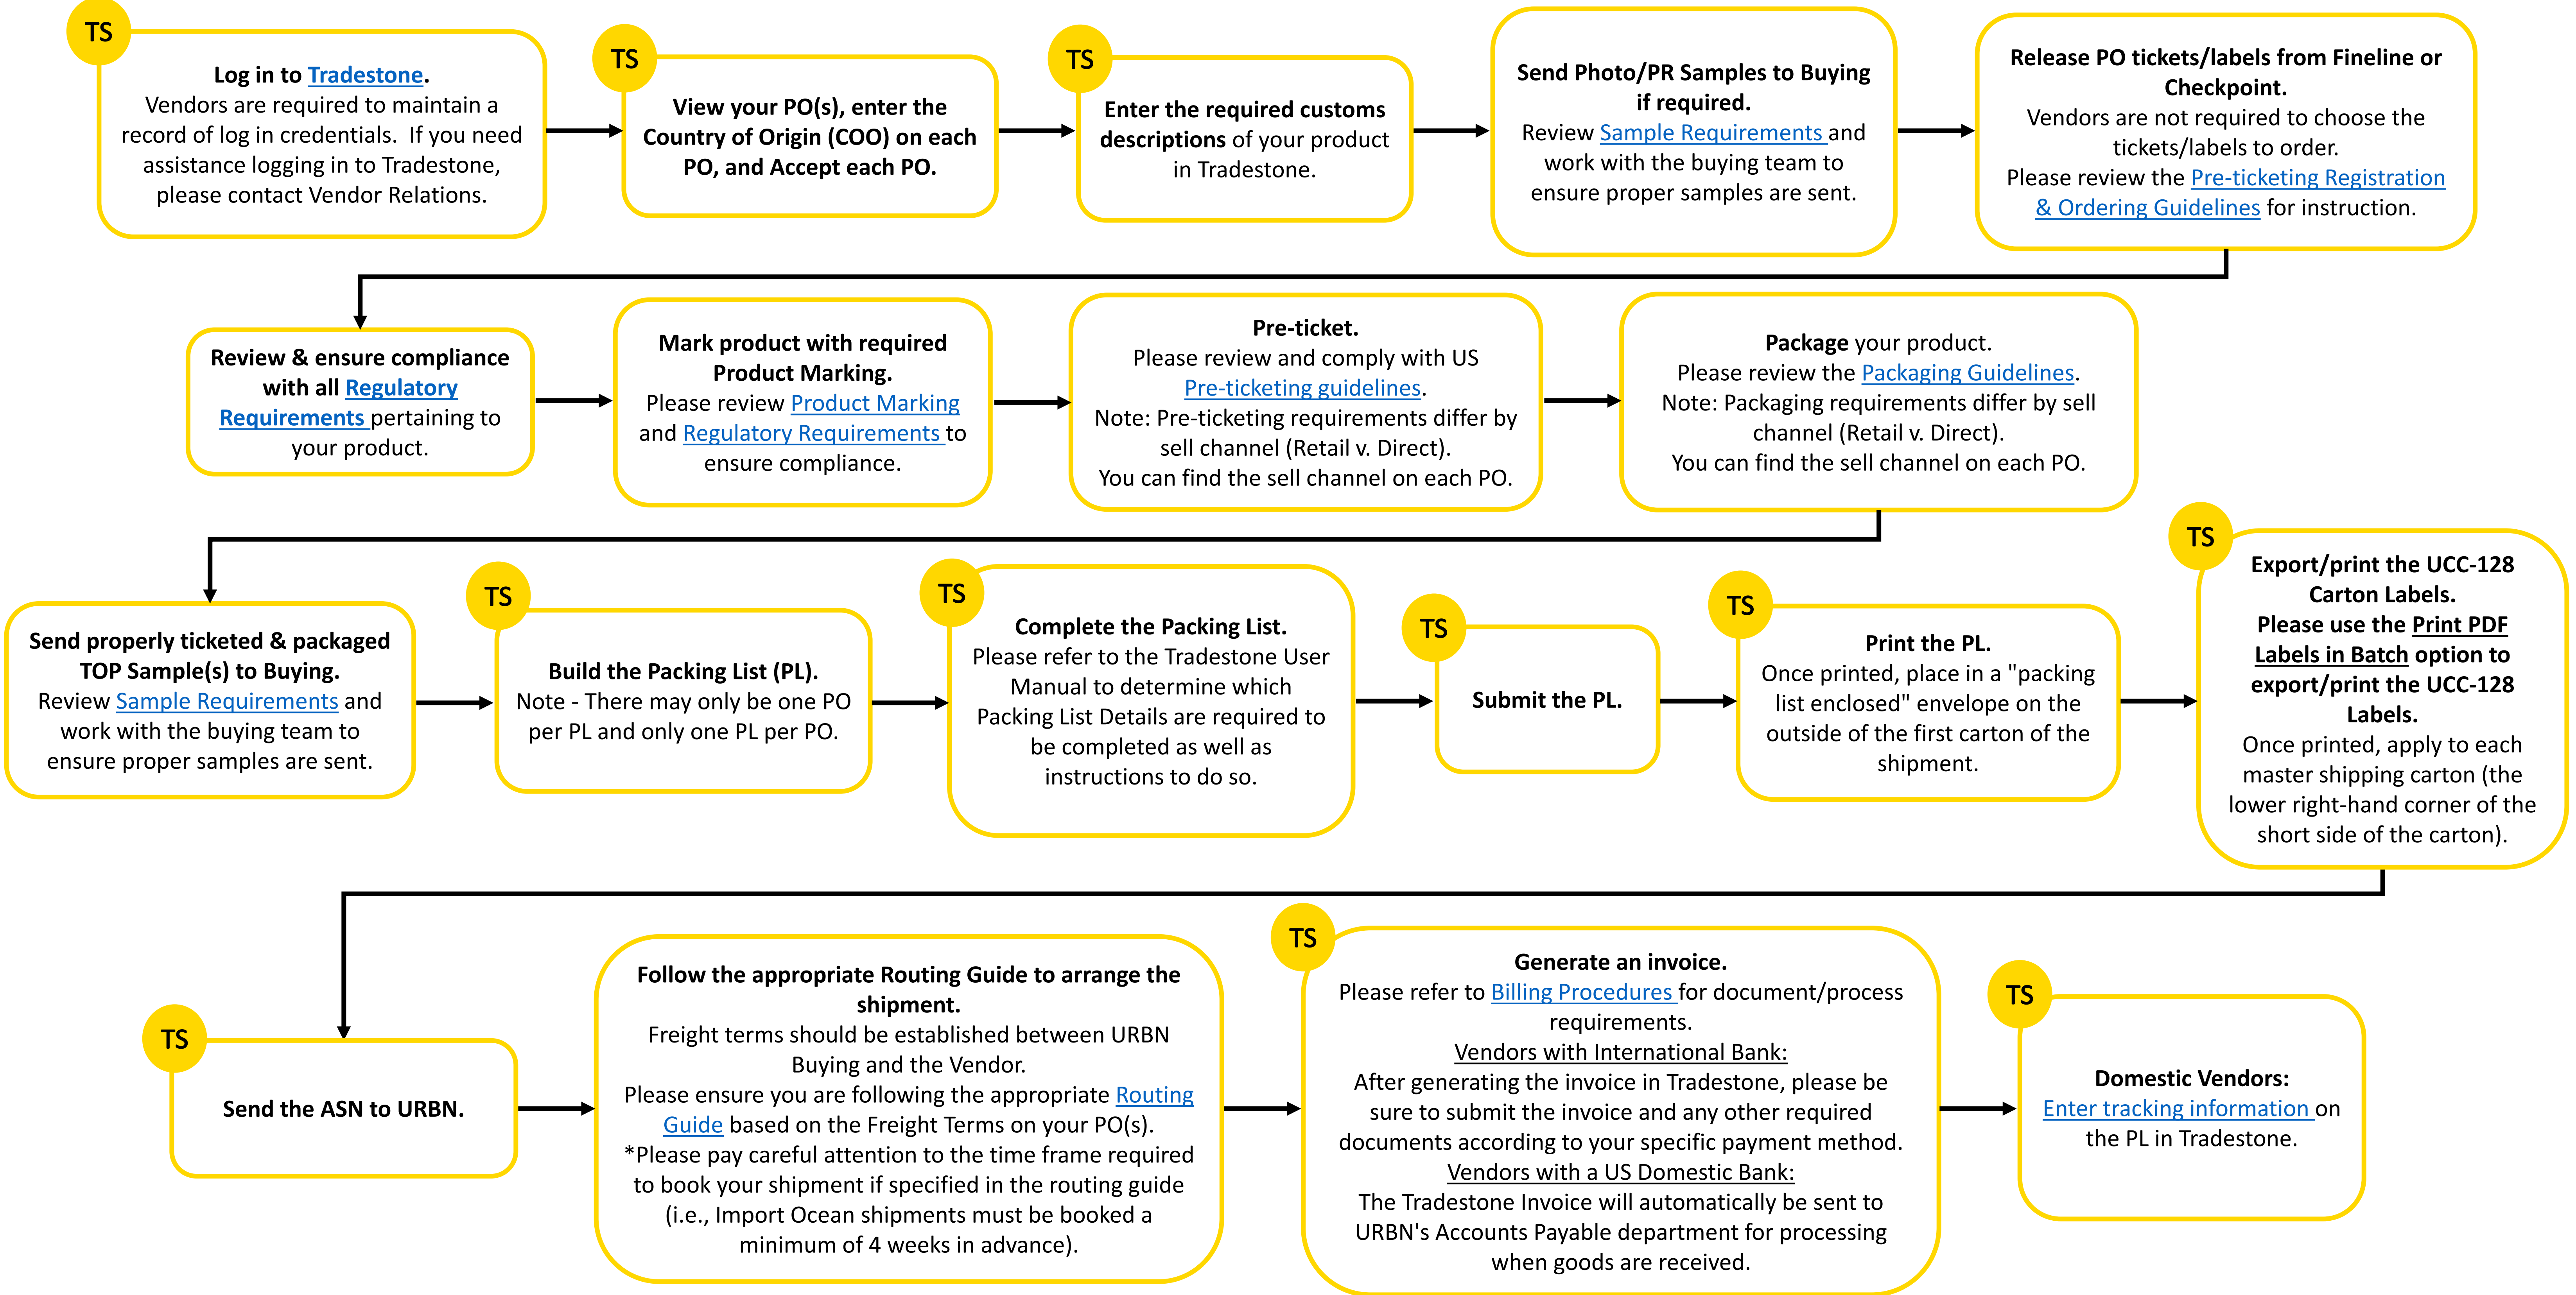 TS
Log in to Tradestone.
Vendors are required to maintain a
record of log in credentials. If you need
assistance logging in to Tradestone,
please contact Vendor Relations.
TS
View your PO(s), enter the
Country of Origin (COO) on each
PO, and Accept each PO.
TS
Enter the required customs
descriptions of your product
in Tradestone.
Send Photo/PR Samples to Buying
if required.
Review Sample Requirements and
work with the buying team to
ensure proper samples are sent.
Release PO tickets/labels from Fineline or
Checkpoint.
Vendors are not required to choose the
tickets/labels to order.
Please review the Pre-ticketing Registration
& Ordering Guidelines for instruction.
Review & ensure compliance
with all Regulatory
Requirements pertaining to
your product.
Mark product with required
Product Marking.
Please review Product Marking
and Regulatory Requirements to
ensure compliance.
Pre-ticket.
Please review and comply with US
Pre-ticketing guidelines.
Note: Pre-ticketing requirements differ by
sell channel (Retail v. Direct).
You can find the sell channel on each PO.
Package your product.
Please review the Packaging Guidelines.
Note: Packaging requirements differ by sell
channel (Retail v. Direct).
You can find the sell channel on each PO.
Send properly ticketed & packaged
TOP Sample(s) to Buying.
Review Sample Requirements and
work with the buying team to
ensure proper samples are sent.
TS
Build the Packing List (PL).
Note - There may only be one PO
per PL and only one PL per PO.
TS
Complete the Packing List.
Please refer to the Tradestone User
Manual to determine which
Packing List Details are required to
be completed as well as
instructions to do so.
TS
Submit the PL.
TS
Print the PL.
Once printed, place in a "packing
list enclosed" envelope on the
outside of the first carton of the
shipment.
TS
Export/print the UCC-128
Carton Labels.
Please use the Print PDF
Labels in Batch option to
export/print the UCC-128
Labels.
Once printed, apply to each
master shipping carton (the
lower right-hand corner of the
short side of the carton).
TS
Send the ASN to URBN.
Follow the appropriate Routing Guide to arrange the
shipment.
Freight terms should be established between URBN
Buying and the Vendor.
Please ensure you are following the appropriate Routing
Guide based on the Freight Terms on your PO(s).
*Please pay careful attention to the time frame required
to book your shipment if specified in the routing guide
(i.e., Import Ocean shipments must be booked a
minimum of 4 weeks in advance).
TS
Generate an invoice.
Please refer to Billing Procedures for document/process
requirements.
Vendors with International Bank:
After generating the invoice in Tradestone, please be
sure to submit the invoice and any other required
documents according to your specific payment method.
Vendors with a US Domestic Bank:
The Tradestone Invoice will automatically be sent to
URBN's Accounts Payable department for processing
when goods are received.
TS
Domestic Vendors:
Enter tracking information on
the PL in Tradestone.